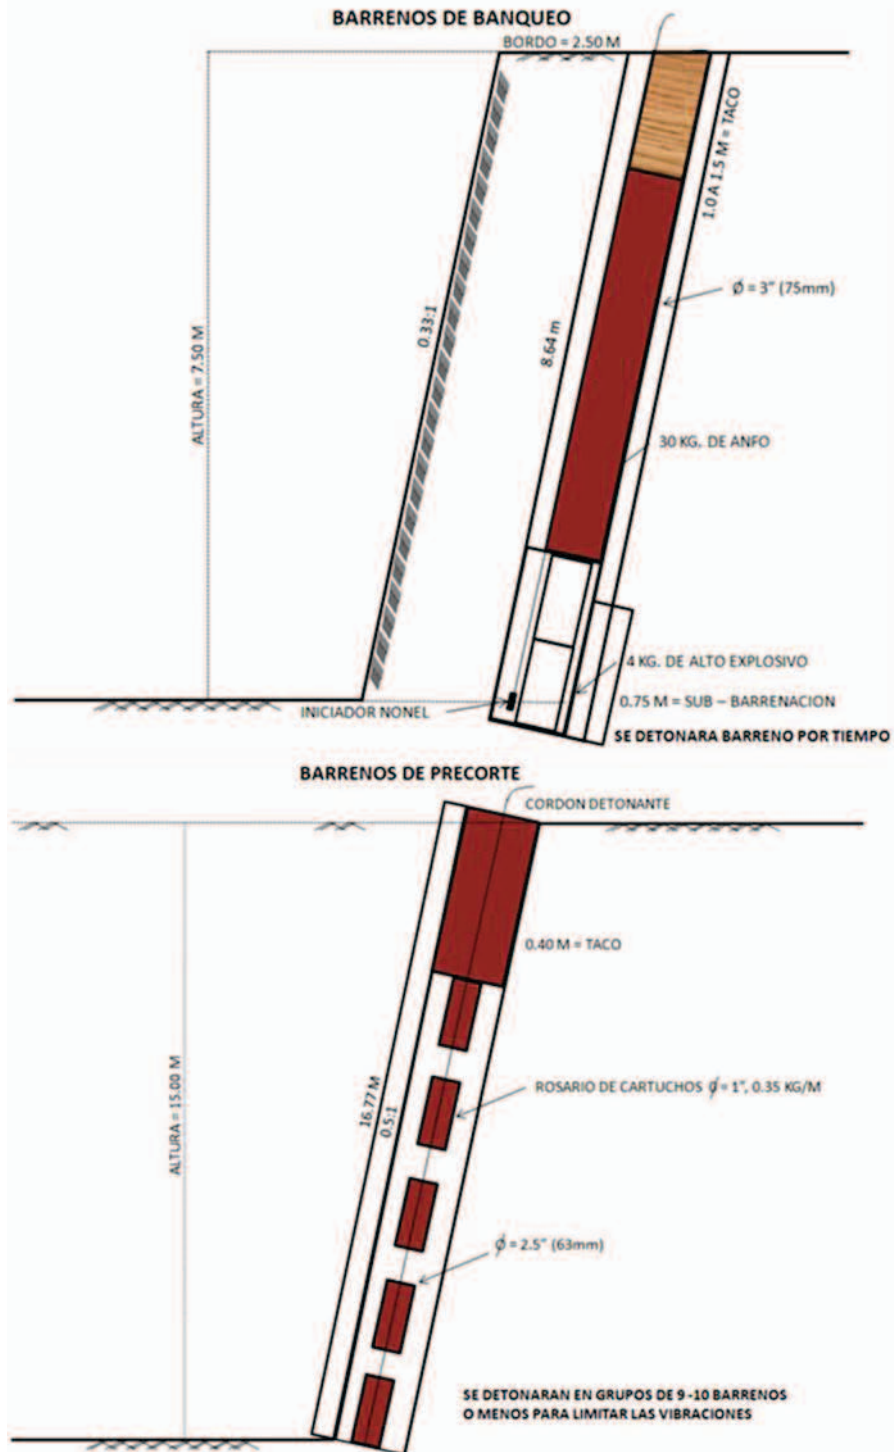 BARRENOS DE BANQUEO
BORDO = 2.50 M
1.0 A 1.5 M = TACO
Ø = 3" (75mm)
ALTURA = 7.50 M
0.33:1
8.64 m
30 KG. DE ANFO
4 KG. DE ALTO EXPLOSIVO
0.75 M = SUB – BARRENACION
INICIADOR NONEL
SE DETONARA BARRENO POR TIEMPO
BARRENOS DE PRECORTE
CORDON DETONANTE
0.40 M = TACO
ALTURA = 15.00 M
16.77 M
0.5:1
ROSARIO DE CARTUCHOS ϕ = 1", 0.35 KG/M
ϕ = 2.5" (63mm)
SE DETONARAN EN GRUPOS DE 9 -10 BARRENOS
O MENOS PARA LIMITAR LAS VIBRACIONES